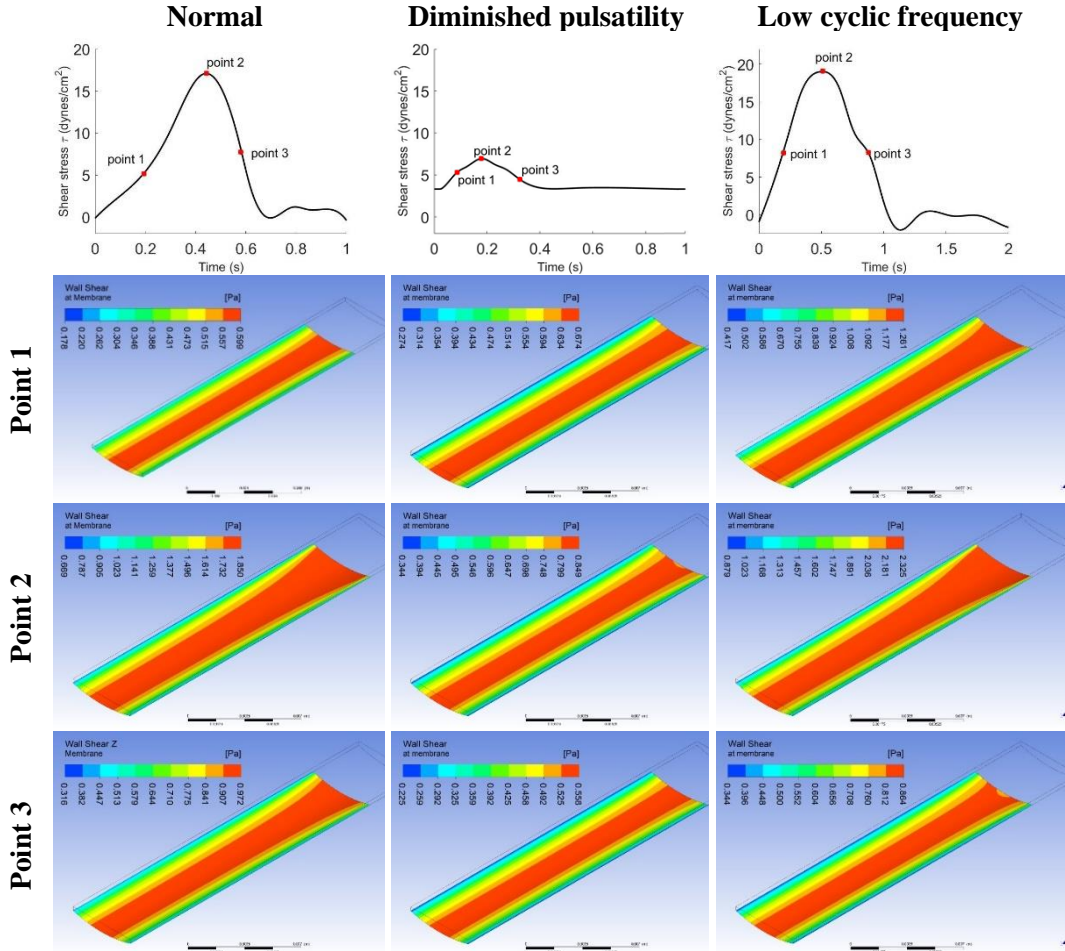 Normal
Diminished pulsatility
Low cyclic frequency
Shear stress τ (dynes/cm²)
20
15
10
5
0
point 1
point 2
point 3
0
0.2
0.4
0.6
0.8
1
Time (s)
Shear stress τ (dynes/cm²)
20
15
10
5
0
point 1
point 2
point 3
0
0.2
0.4
0.6
0.8
1
Time (s)
Shear stress τ (dynes/cm²)
20
15
10
5
0
point 1
point 2
point 3
0
0.5
1
1.5
2
Time (s)
Point 1
Wall Shear
at Membrane
[Pa]
0.178
0.220
0.262
0.304
0.346
0.388
0.431
0.473
0.515
0.557
0.599
Wall Shear
at membrane
[Pa]
0.274
0.314
0.354
0.394
0.434
0.474
0.514
0.554
0.594
0.634
0.674
Wall Shear
at membrane
[Pa]
0.417
0.502
0.586
0.670
0.755
0.839
0.924
1.008
1.092
1.177
1.261
Point 2
Wall Shear
at Membrane
[Pa]
0.669
0.787
0.905
1.023
1.141
1.259
1.377
1.496
1.614
1.732
1.850
Wall Shear
at membrane
[Pa]
0.344
0.394
0.445
0.495
0.546
0.596
0.647
0.698
0.748
0.799
0.849
Wall Shear
at membrane
[Pa]
0.879
1.023
1.168
1.313
1.457
1.602
1.747
1.891
2.036
2.181
2.325
Point 3
Wall Shear Z
Membrane
[Pa]
0.316
0.382
0.447
0.513
0.579
0.644
0.710
0.775
0.841
0.907
0.972
Wall Shear
at membrane
[Pa]
0.225
0.259
0.292
0.325
0.359
0.392
0.425
0.458
0.492
0.525
0.558
Wall Shear
at membrane
[Pa]
0.344
0.396
0.448
0.500
0.552
0.604
0.656
0.708
0.760
0.812
0.864